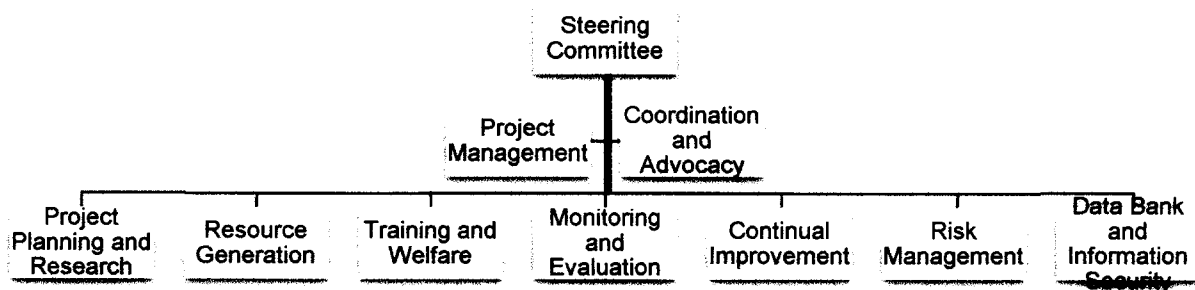 Steering
Committee
Project
Management
Coordination
and
Advocacy
Project
Planning and
Research
Resource
Generation
Training and
Welfare
Monitoring
and
Evaluation
Continual
Improvement
Risk
Management
Data Bank
and
Information
Security